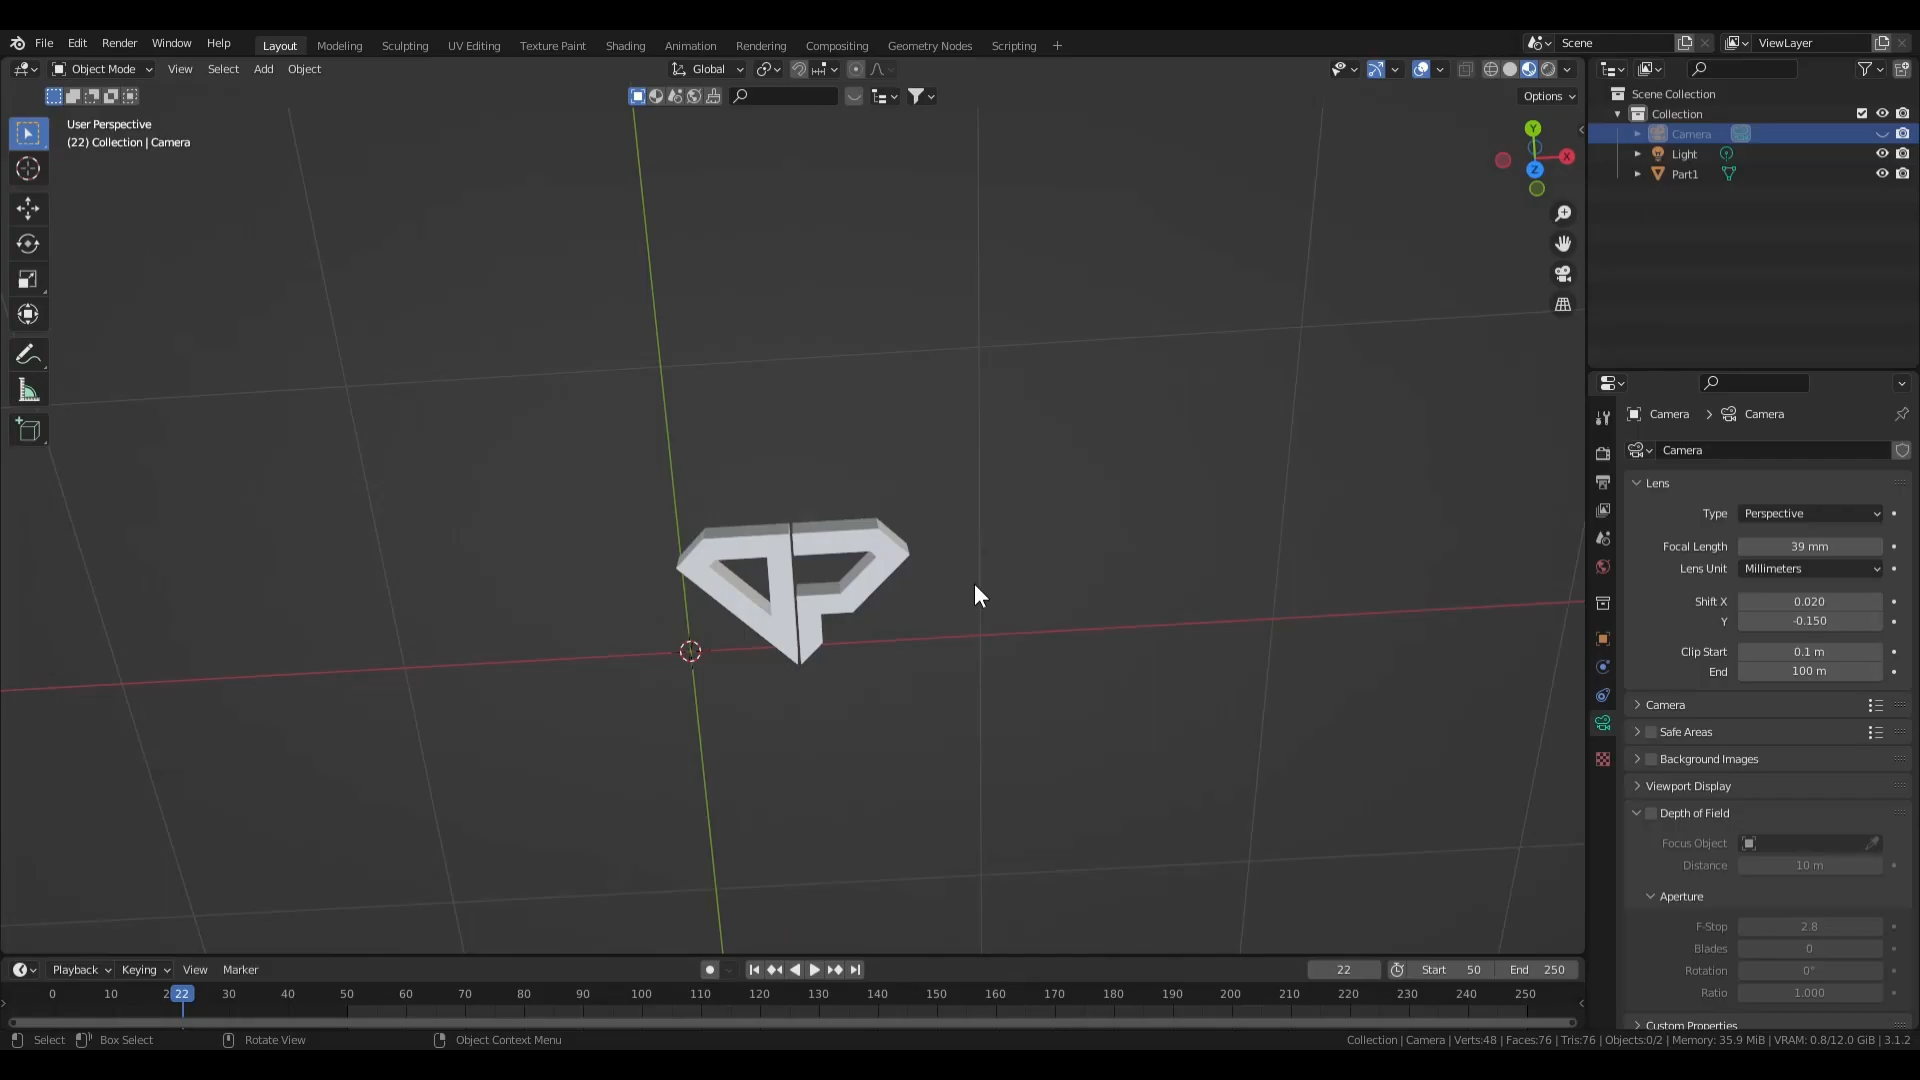 File Edit Render Window Help Layout Modeling Sculpting UV Editing Texture Paint Shading Animation Rendering Compositing Geometry Nodes Scripting + Scene ViewLayer
Object Mode View Select Add Object Global
Options
User Perspective
(22) Collection | Camera
Y
X
Z
Scene Collection
Collection
Camera
Light
Part1
Camera > Camera
Camera
Lens
Type Perspective
Focal Length 39 mm
Lens Unit Millimeters
Shift X 0.020
Y -0.150
Clip Start 0.1 m
End 100 m
Camera
Safe Areas
Background Images
Viewport Display
Depth of Field
Focus Object
Distance 10 m
Aperture
F-Stop 2.8
Blades 0
Rotation 0°
Ratio 1.000
Custom Properties
Playback Keying View Marker 22 Start 50 End 250
0 10 2 22 30 40 50 60 70 80 90 100 110 120 130 140 150 160 170 180 190 200 210 220 230 240 250
Select Box Select Rotate View Object Context Menu Collection | Camera | Verts:48 | Faces:76 | Tris:76 | Objects:0/2 | Memory: 35.9 MiB | VRAM: 0.8/12.0 GiB | 3.1.2